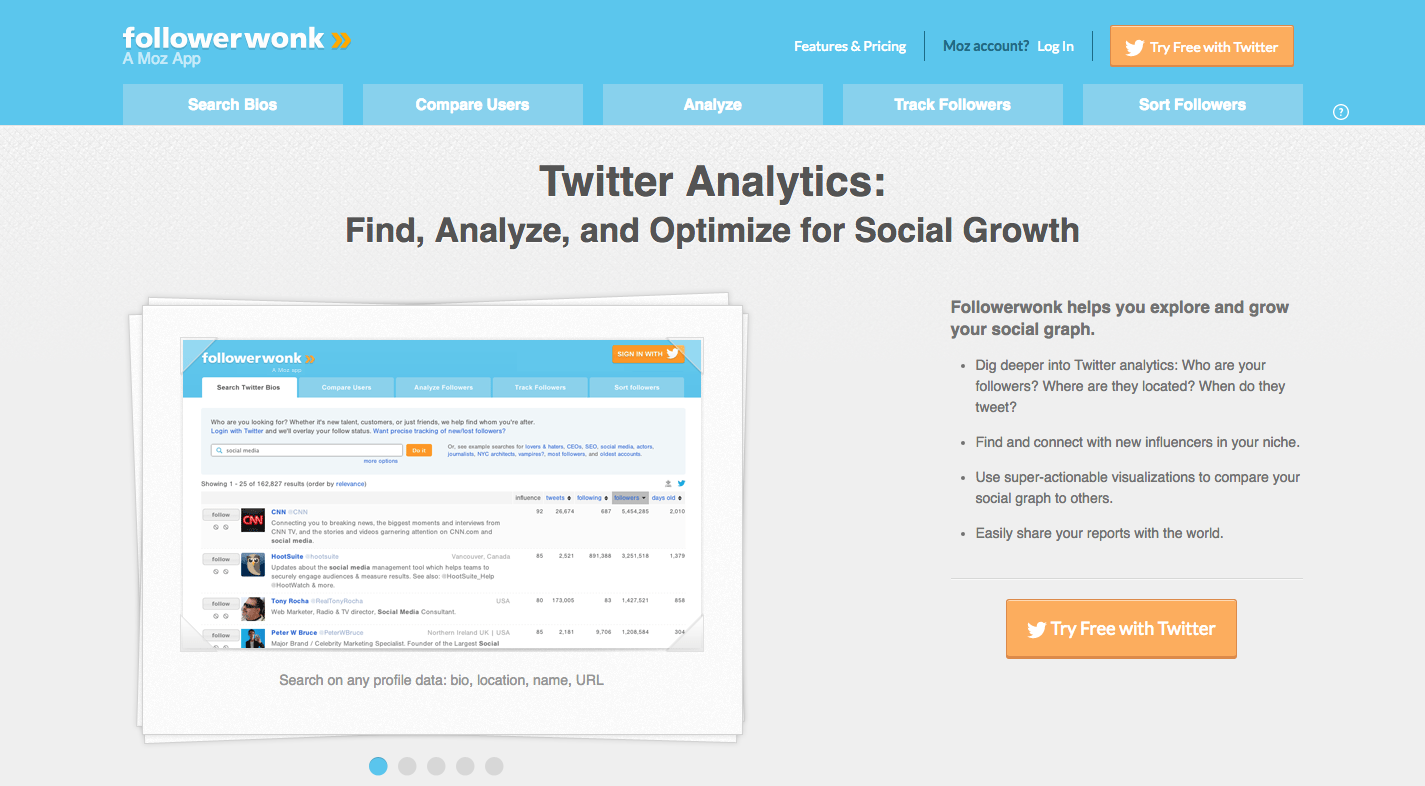 followerwonk »
A Moz App
Features & Pricing
Moz account? Log In
Try Free with Twitter
Search Bios
Compare Users
Analyze
Track Followers
Sort Followers
?
Twitter Analytics:
Find, Analyze, and Optimize for Social Growth
followerwonk »
A Moz app
SIGN IN WITH
Search Twitter Bios
Compare Users
Analyze Followers
Track Followers
Sort followers
Who are you looking for? Whether it's new talent, customers, or just friends, we help find whom you're after.
Login with Twitter and we'll overlay your follow status. Want precise tracking of new/lost followers?
social media
Do it
more options
Or, see example searches for lovers & haters, CEOs, SEO, social media, actors,
journalists, NYC architects, vampires?, most followers, and oldest accounts.
Showing 1 - 25 of 162,827 results (order by relevance)
influence tweets following followers days old
follow
CNN
CNN @CNN 92 26,674 687 5,454,285 2,010
Connecting you to breaking news, the biggest moments and interviews from
CNN TV, and the stories and videos garnering attention on CNN.com and
social media.
follow
HootSuite @hootsuite Vancouver, Canada 85 2,521 891,388 3,251,518 1,379
Updates about the social media management tool which helps teams to
securely engage audiences & measure results. See also: @HootSuite_Help
@HootWatch & more.
follow
Tony Rocha @RealTonyRocha USA 80 173,005 83 1,427,521 858
Web Marketer, Radio & TV director, Social Media Consultant.
follow
Peter W Bruce @PeterWBruce Northern Ireland UK | USA 85 2,181 9,706 1,208,584 304
Major Brand / Celebrity Marketing Specialist. Founder of the Largest Social
Search on any profile data: bio, location, name, URL
Followerwonk helps you explore and grow
your social graph.
• Dig deeper into Twitter analytics: Who are your
followers? Where are they located? When do they
tweet?
• Find and connect with new influencers in your niche.
• Use super-actionable visualizations to compare your
social graph to others.
• Easily share your reports with the world.
Try Free with Twitter